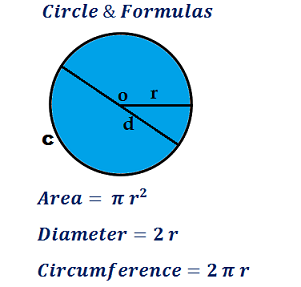 Circle & Formulas
o r
d
c
Area = π r²
Diameter = 2 r
Circumference = 2 π r